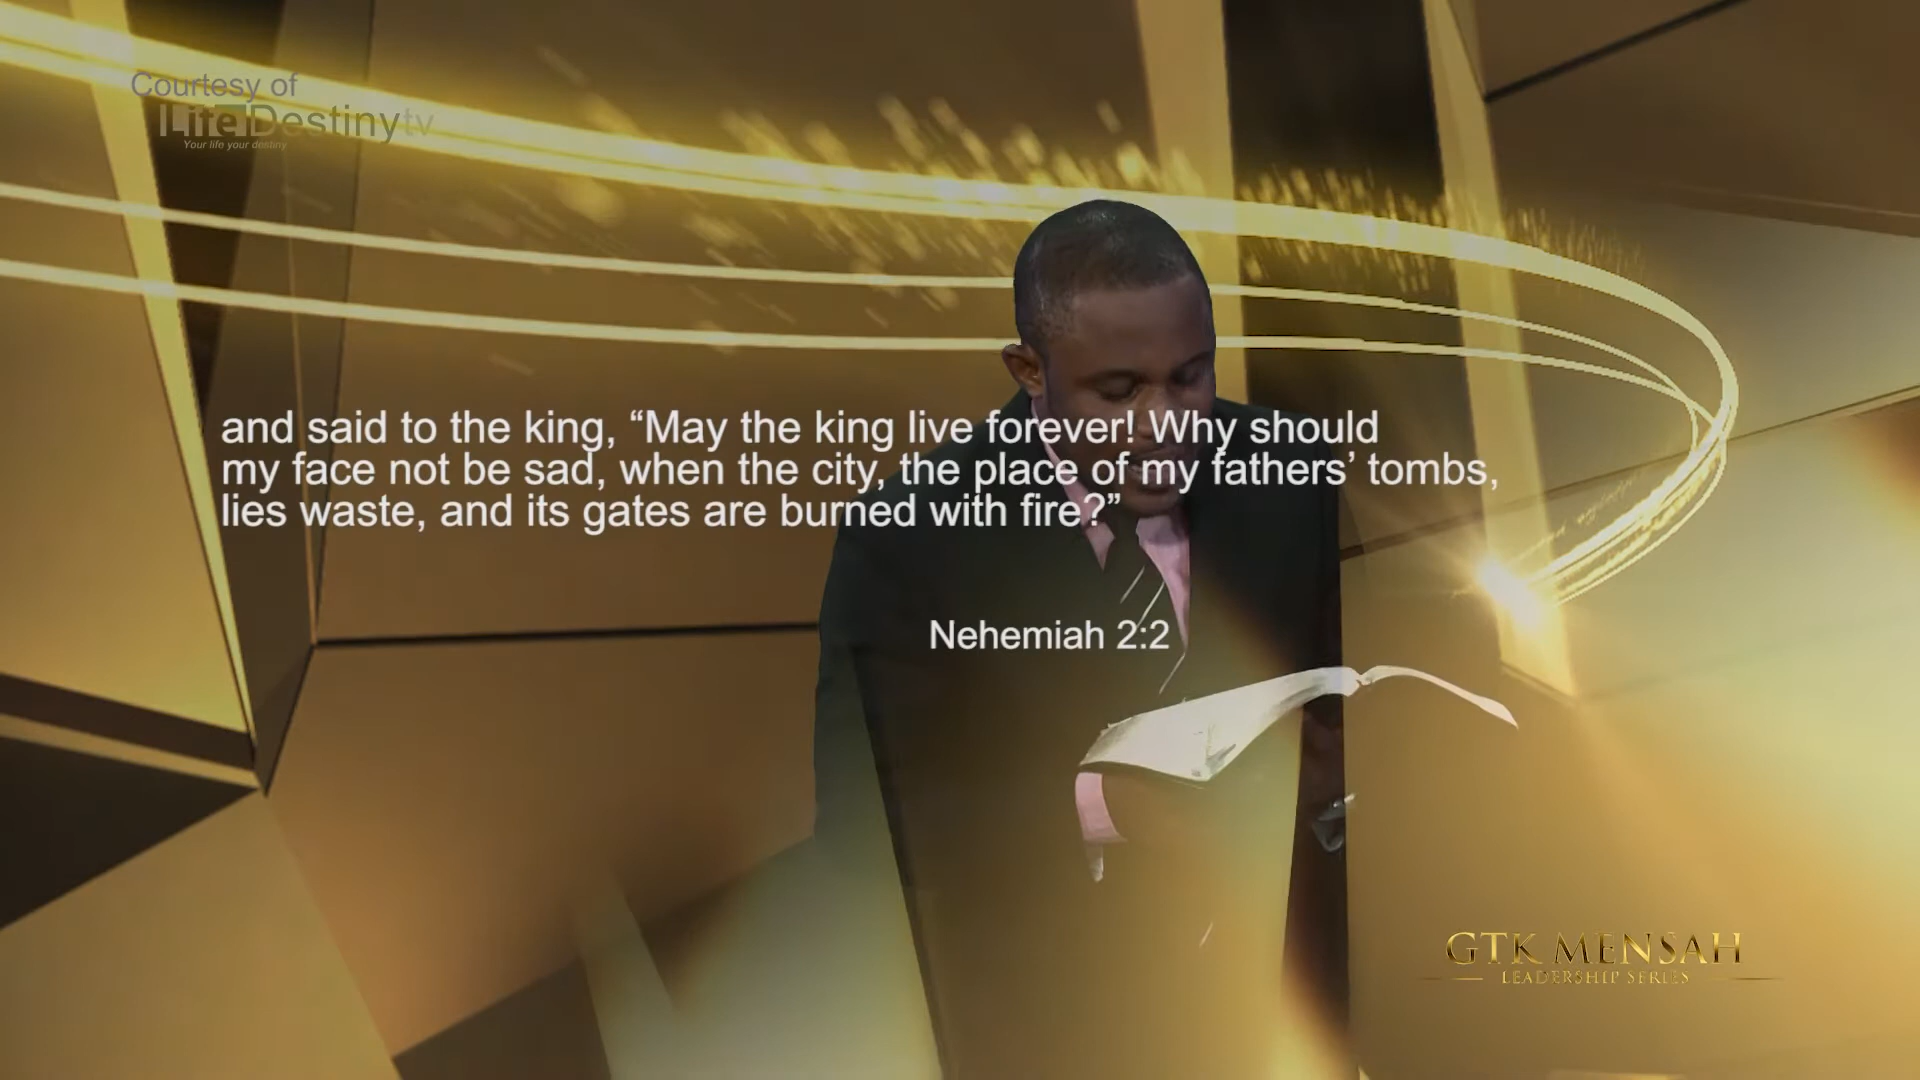 Courtesy of
LifeDestinytv
Your life your destiny
and said to the king, “May the king live forever! Why should
my face not be sad, when the city, the place of my fathers’ tombs,
lies waste, and its gates are burned with fire?”
Nehemiah 2:2
GTK MENSAH
LEADERSHIP SERIES